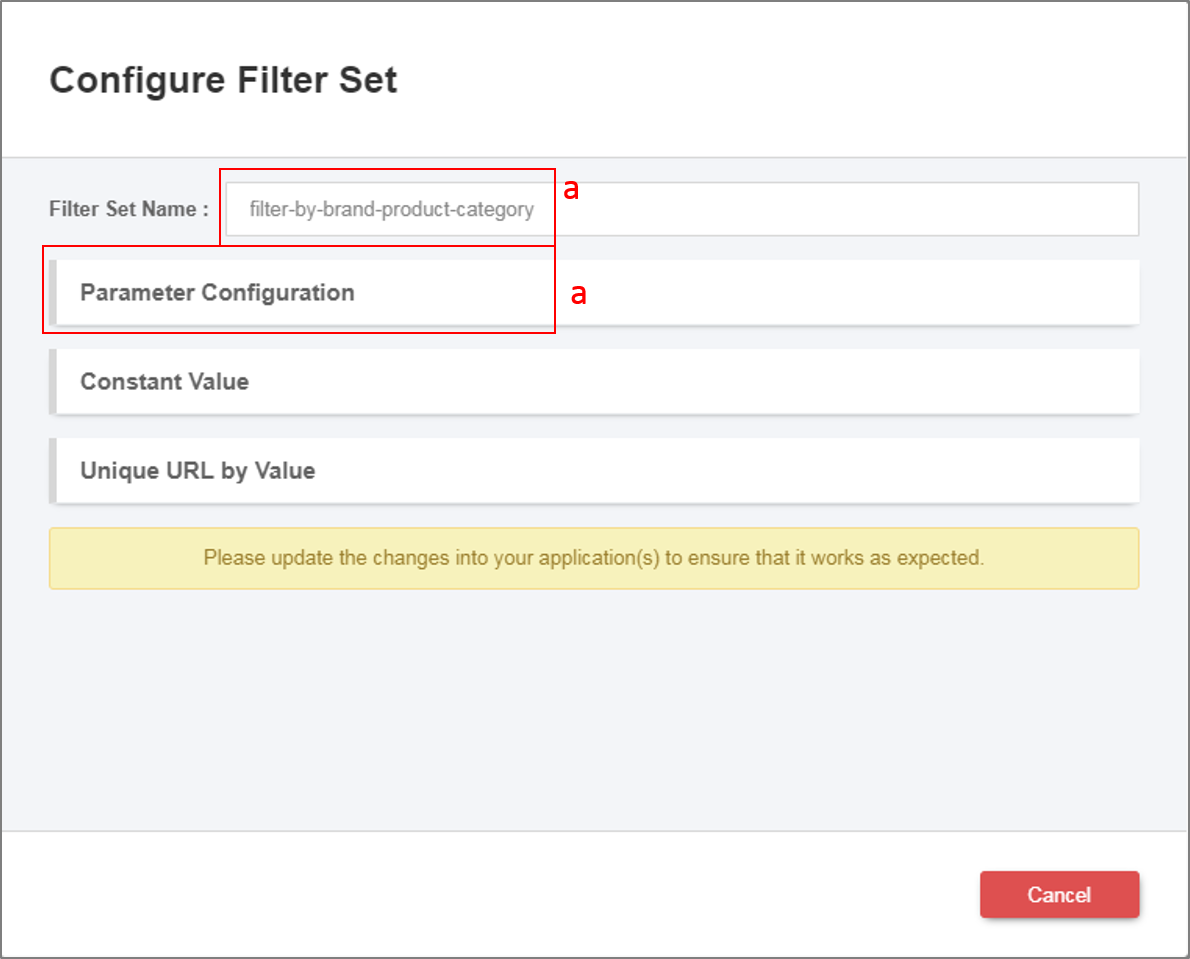 Configure Filter Set
Filter Set Name : filter-by-brand-product-category a
Parameter Configuration a
Constant Value
Unique URL by Value
Please update the changes into your application(s) to ensure that it works as expected.
Cancel